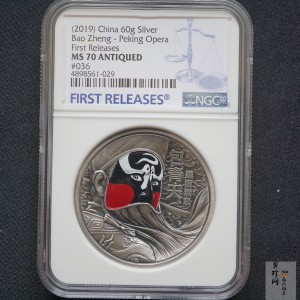 (2019) China 60g Silver
Bao Zheng - Peking Opera
First Releases
MS 70 ANTIQUED
#036
4898561-029
FIRST RELEASES
NGC